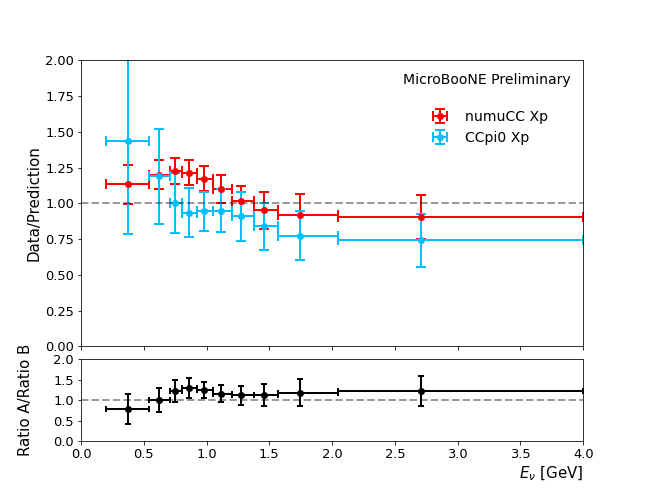 MicroBooNE Preliminary
numuCC Xp
CCpi0 Xp
Data/Prediction
2.00
1.75
1.50
1.25
1.00
0.75
0.50
0.25
0.00
Ratio A/Ratio B
2.0
1.5
1.0
0.5
0.0
0.0 0.5 1.0 1.5 2.0 2.5 3.0 3.5 4.0
E_ν [GeV]